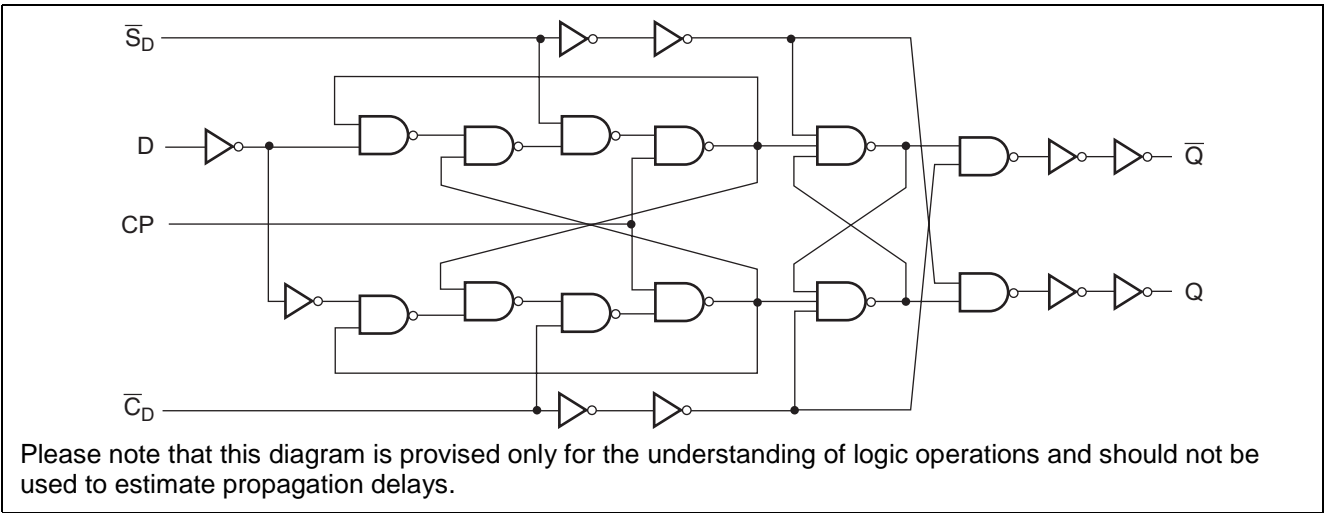 S̅D
D
CP
C̅D
Q̅
Q
Please note that this diagram is provised only for the understanding of logic operations and should not be
used to estimate propagation delays.